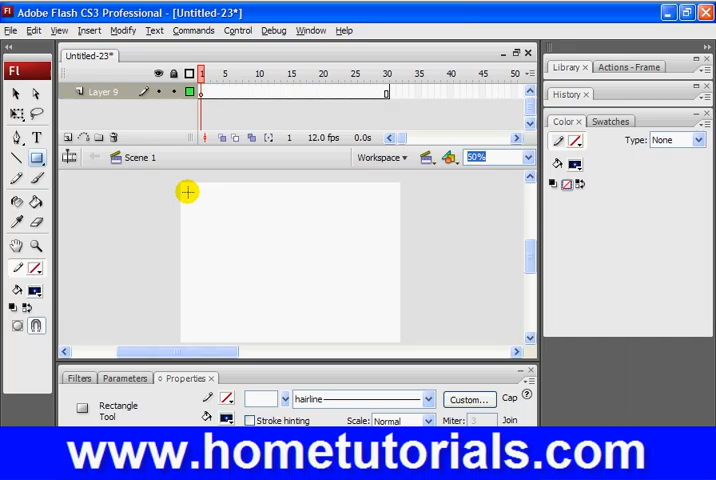 Fl Adobe Flash CS3 Professional - [Untitled-23*]
File Edit View Insert Modify Text Commands Control Debug Window Help
Untitled-23*
Fl
1 5 10 15 20 25 30 35 40 45 50
Layer 9
1 12.0 fps 0.0s
Scene 1 Workspace 50%
Library Actions - Frame
History
Color Swatches
Type: None
T
Filters Parameters Properties
Rectangle Tool
hairline Custom... Cap
Stroke hinting Scale: Normal Miter: 3 Join
www.hometutorials.com